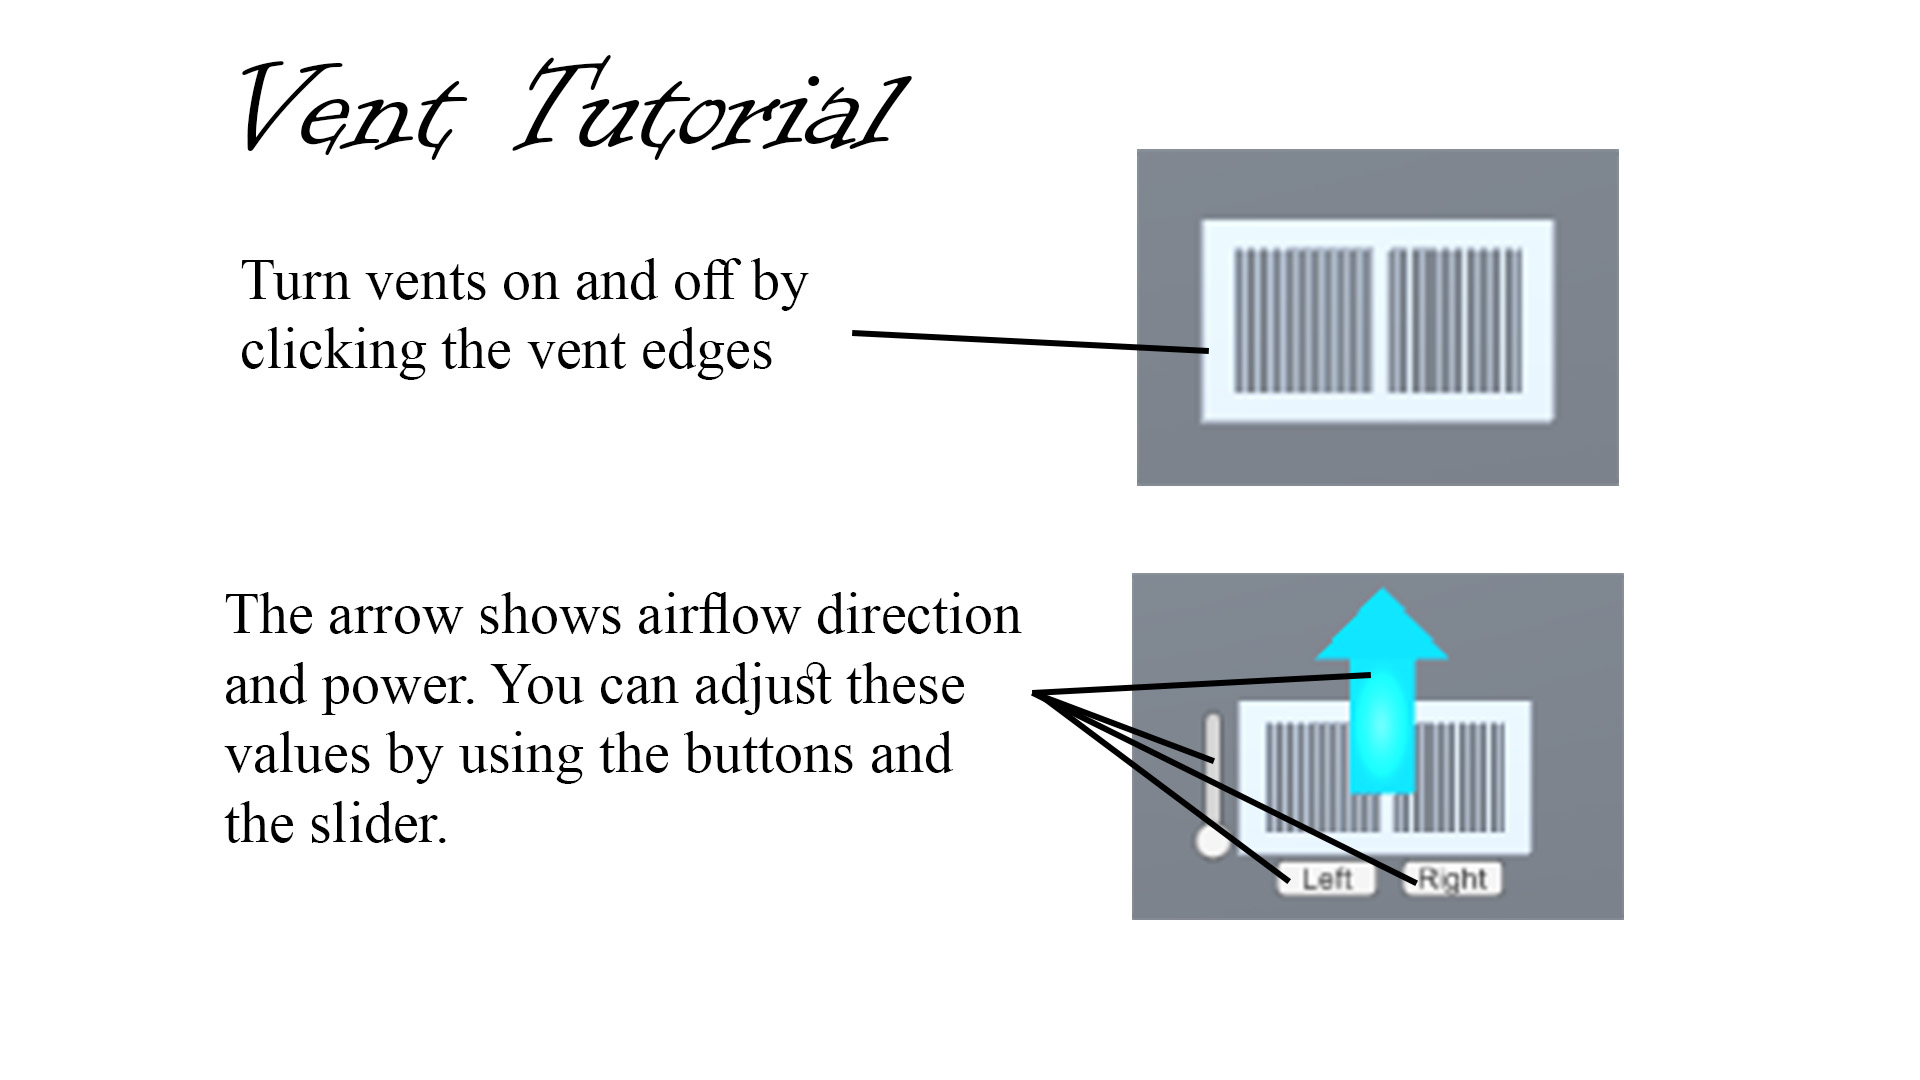 Vent Tutorial
Turn vents on and off by
clicking the vent edges
The arrow shows airflow direction
and power. You can adjust these
values by using the buttons and
the slider.
Left Right